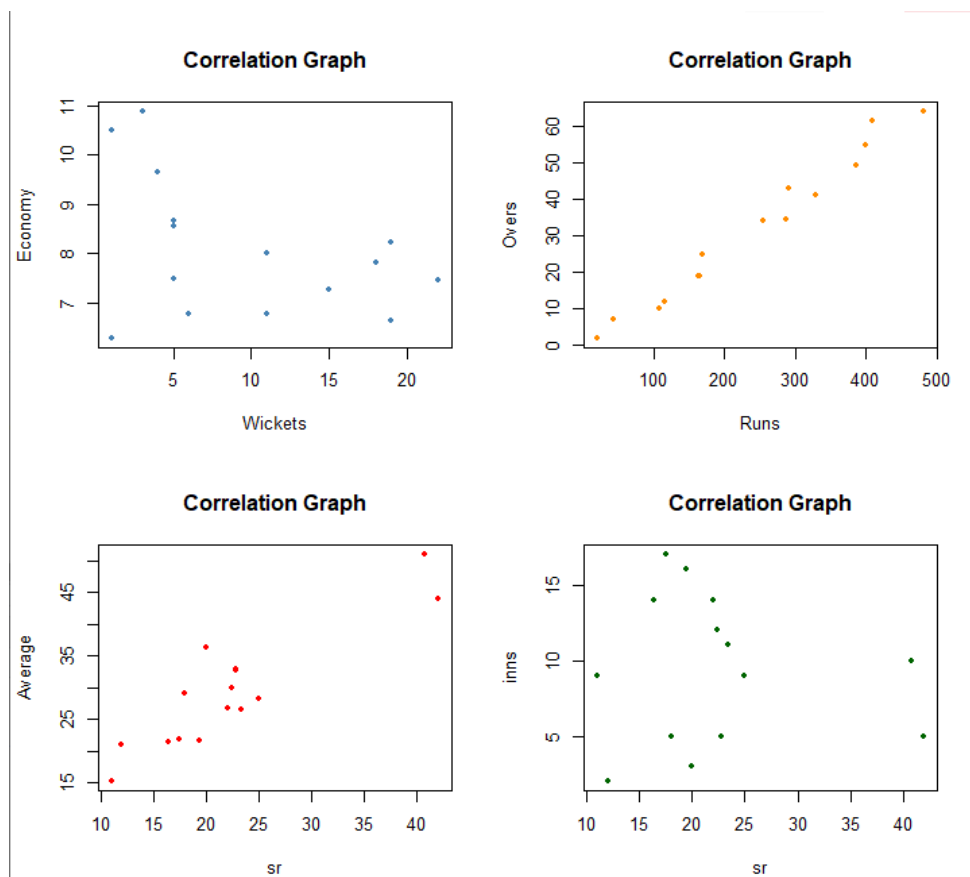 Correlation Graph
Economy
11
10
9
8
7
5 10 15 20
Wickets
Correlation Graph
Overs
60
50
40
30
20
10
0
100 200 300 400 500
Runs
Correlation Graph
Average
45
35
25
15
10 15 20 25 30 35 40
sr
Correlation Graph
inns
15
10
5
10 15 20 25 30 35 40
sr